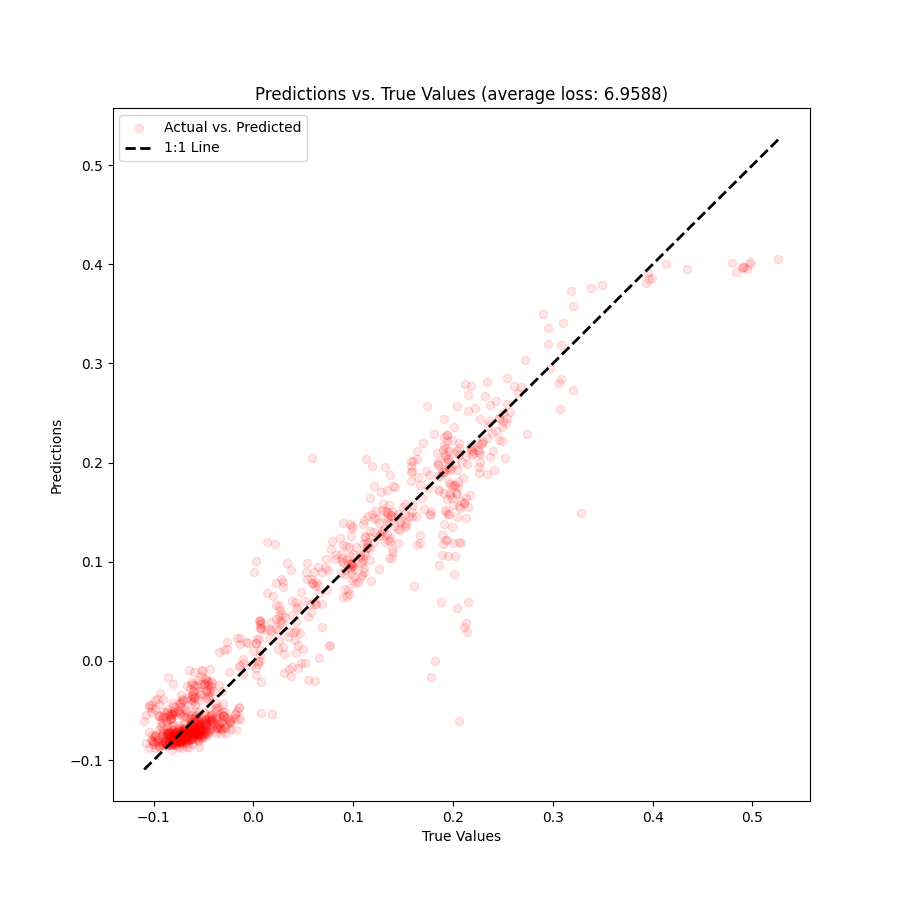 Predictions vs. True Values (average loss: 6.9588)
Actual vs. Predicted
1:1 Line
0.5
0.4
0.3
0.2
0.1
0.0
−0.1
Predictions
−0.1 0.0 0.1 0.2 0.3 0.4 0.5
True Values